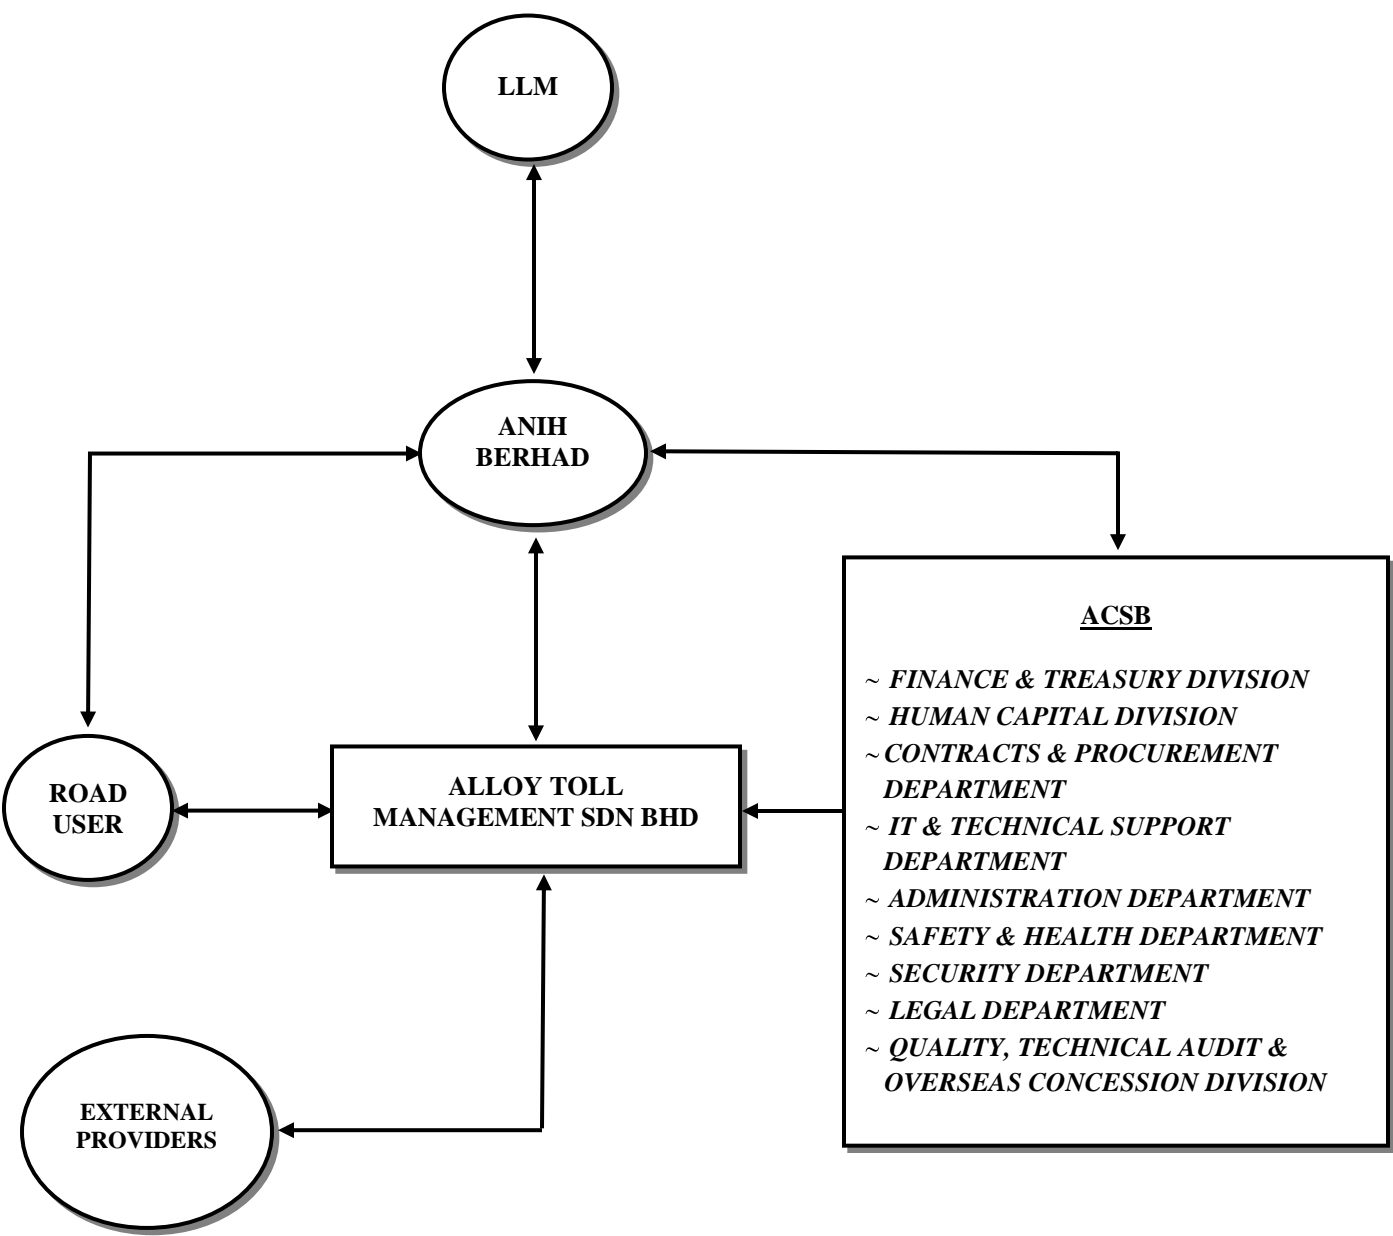 LLM
ANIH
BERHAD
ACSB
~ FINANCE & TREASURY DIVISION
~ HUMAN CAPITAL DIVISION
~ CONTRACTS & PROCUREMENT
DEPARTMENT
~ IT & TECHNICAL SUPPORT
DEPARTMENT
~ ADMINISTRATION DEPARTMENT
~ SAFETY & HEALTH DEPARTMENT
~ SECURITY DEPARTMENT
~ LEGAL DEPARTMENT
~ QUALITY, TECHNICAL AUDIT &
OVERSEAS CONCESSION DIVISION
ROAD
USER
ALLOY TOLL
MANAGEMENT SDN BHD
EXTERNAL
PROVIDERS